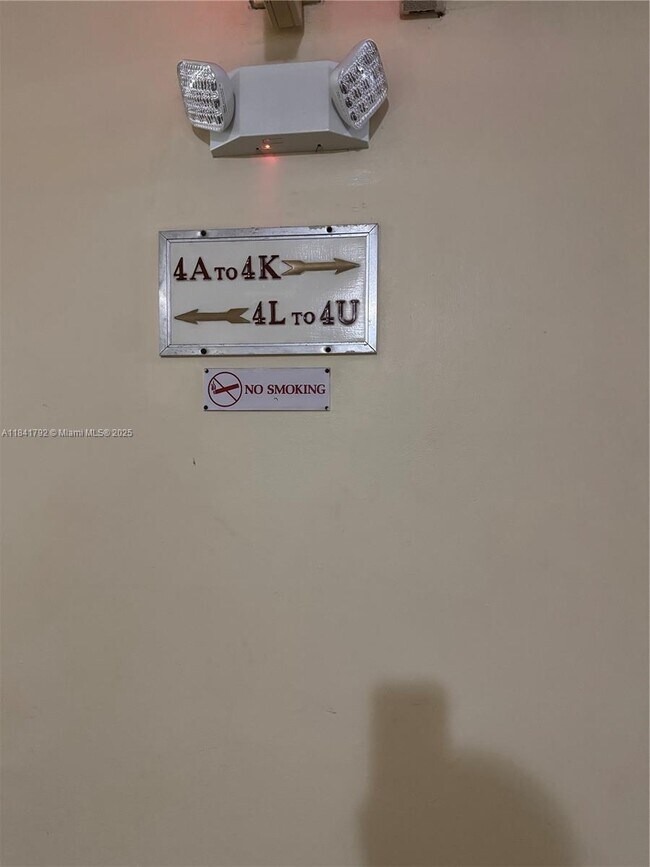 4A TO 4K
4L TO 4U
NO SMOKING
A11841792 © Miami MLS® 2025